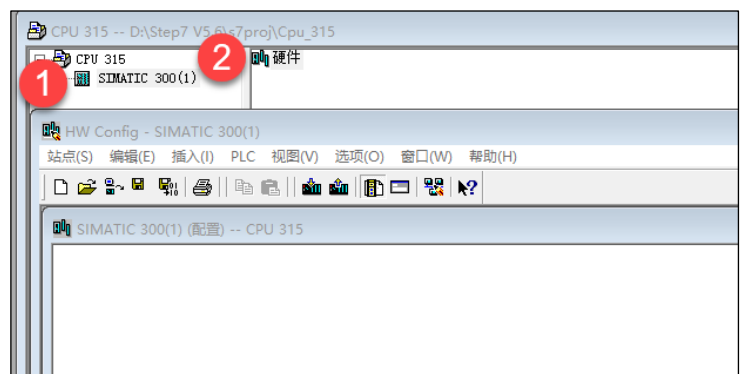 CPU 315 -- D:\Step7 V5.6\s7proj\Cpu_315
CPU 315
2
硬件
1
SIMATIC 300(1)
HW Config - SIMATIC 300(1)
站点(S) 编辑(E) 插入(I) PLC 视图(V) 选项(O) 窗口(W) 帮助(H)
SIMATIC 300(1) (配置) -- CPU 315